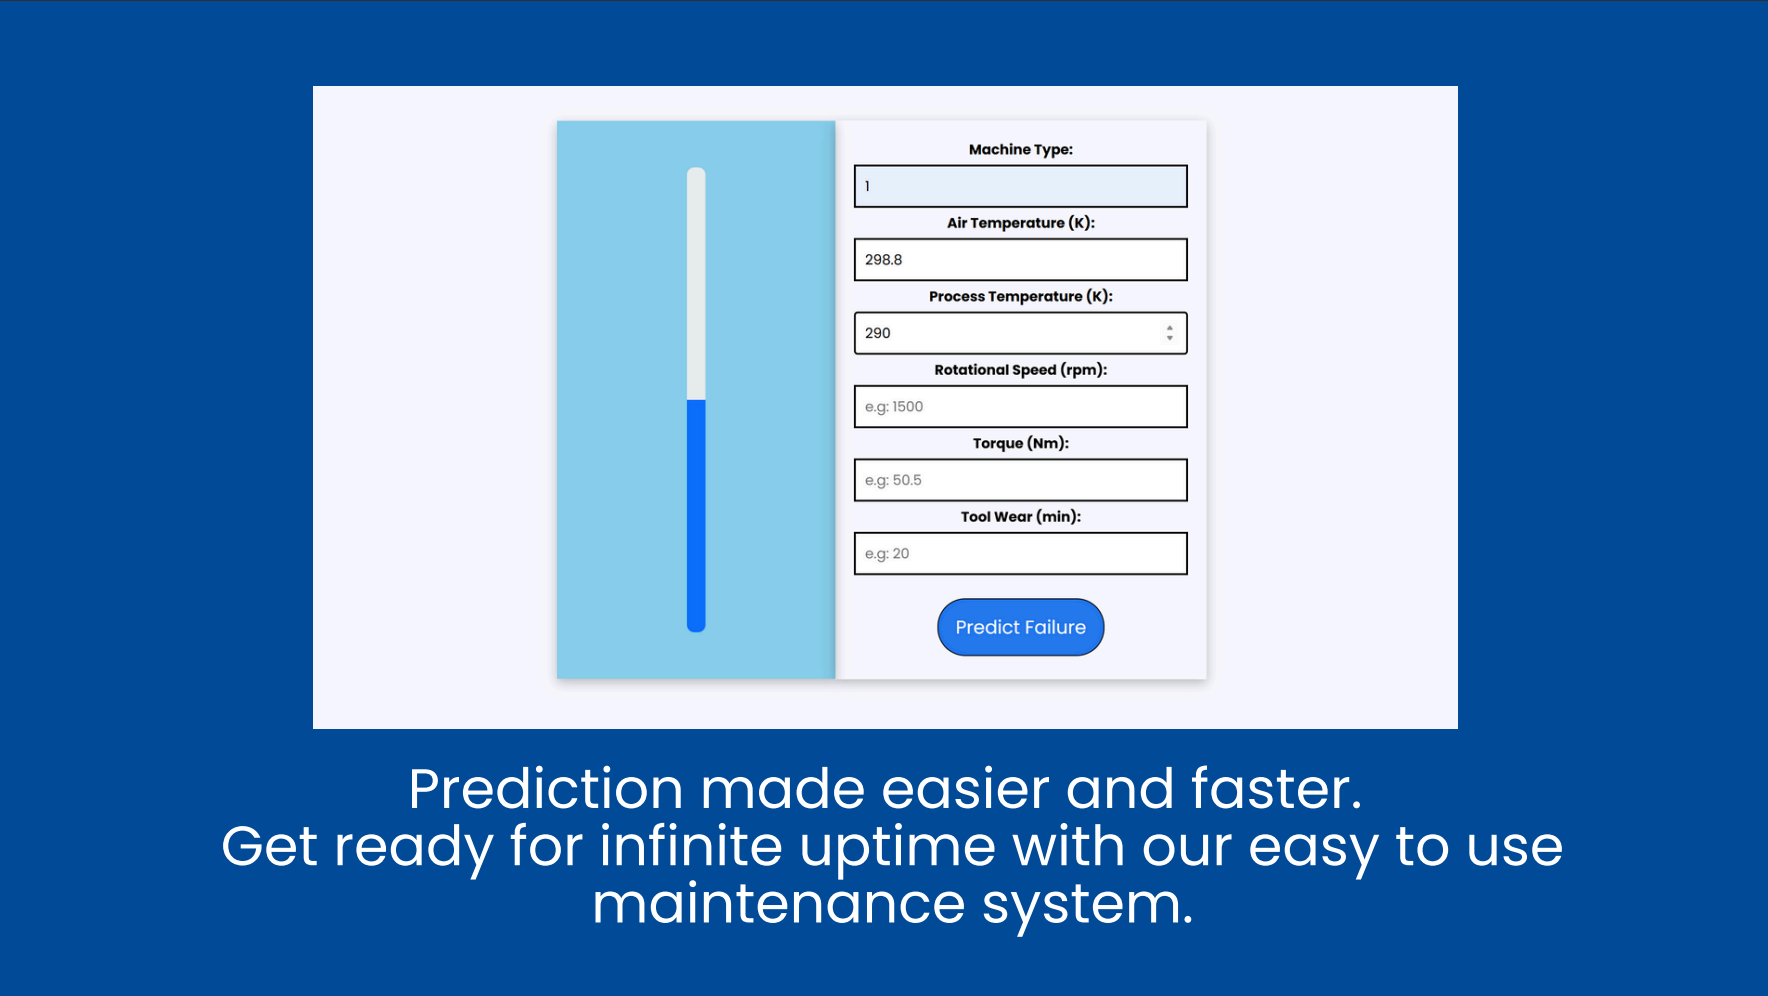 Machine Type:
1
Air Temperature (K):
298.8
Process Temperature (K):
290
Rotational Speed (rpm):
e.g: 1500
Torque (Nm):
e.g: 50.5
Tool Wear (min):
e.g: 20
Predict Failure
Prediction made easier and faster.
Get ready for infinite uptime with our easy to use
maintenance system.